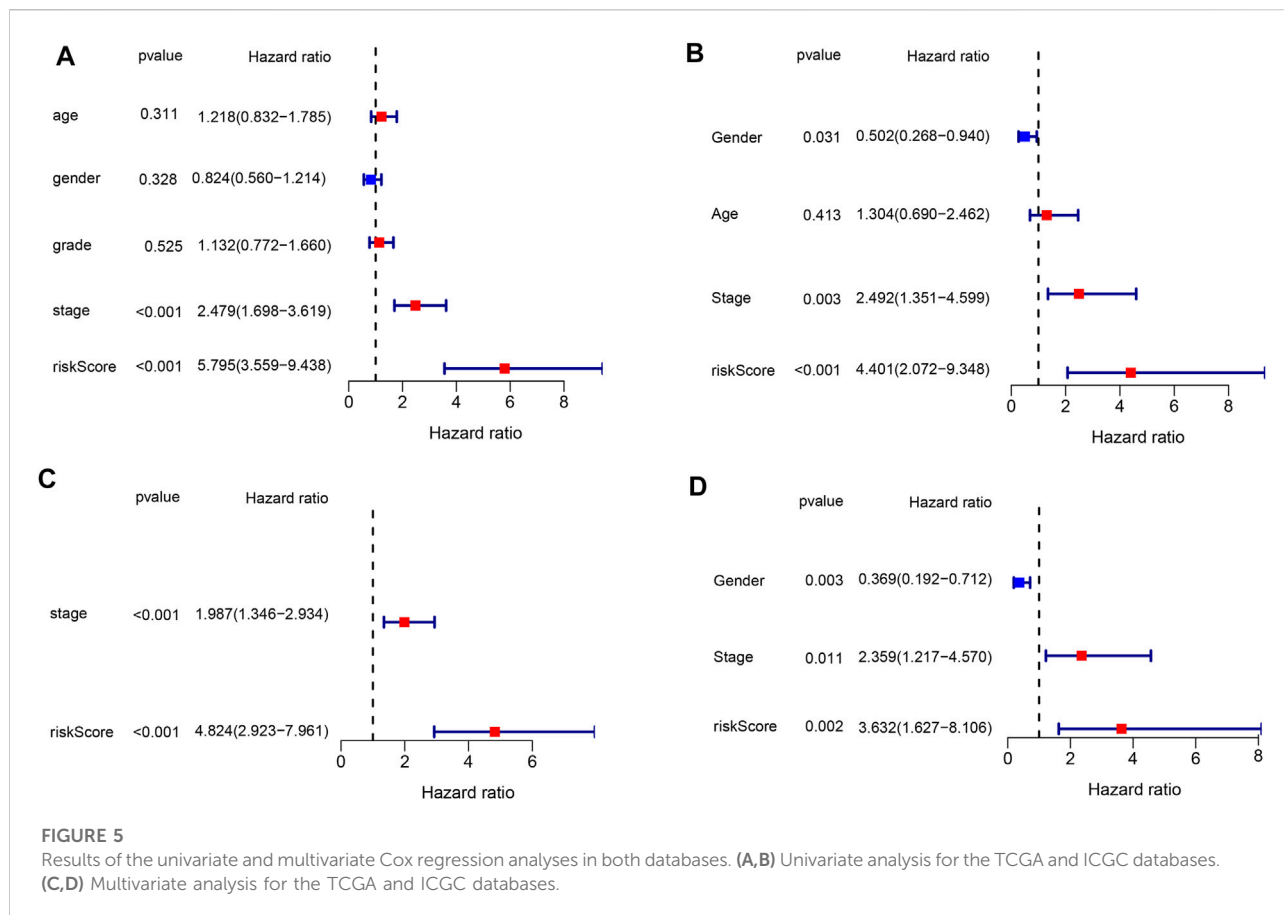 A
pvalue Hazard ratio
age 0.311 1.218(0.832−1.785)
gender 0.328 0.824(0.560−1.214)
grade 0.525 1.132(0.772−1.660)
stage <0.001 2.479(1.698−3.619)
riskScore <0.001 5.795(3.559−9.438)
0 2 4 6 8
Hazard ratio
B
pvalue Hazard ratio
Gender 0.031 0.502(0.268−0.940)
Age 0.413 1.304(0.690−2.462)
Stage 0.003 2.492(1.351−4.599)
riskScore <0.001 4.401(2.072−9.348)
0 2 4 6 8
Hazard ratio
C
pvalue Hazard ratio
stage <0.001 1.987(1.346−2.934)
riskScore <0.001 4.824(2.923−7.961)
0 2 4 6
Hazard ratio
D
pvalue Hazard ratio
Gender 0.003 0.369(0.192−0.712)
Stage 0.011 2.359(1.217−4.570)
riskScore 0.002 3.632(1.627−8.106)
0 2 4 6 8
Hazard ratio
FIGURE 5
Results of the univariate and multivariate Cox regression analyses in both databases. (A,B) Univariate analysis for the TCGA and ICGC databases.
(C,D) Multivariate analysis for the TCGA and ICGC databases.